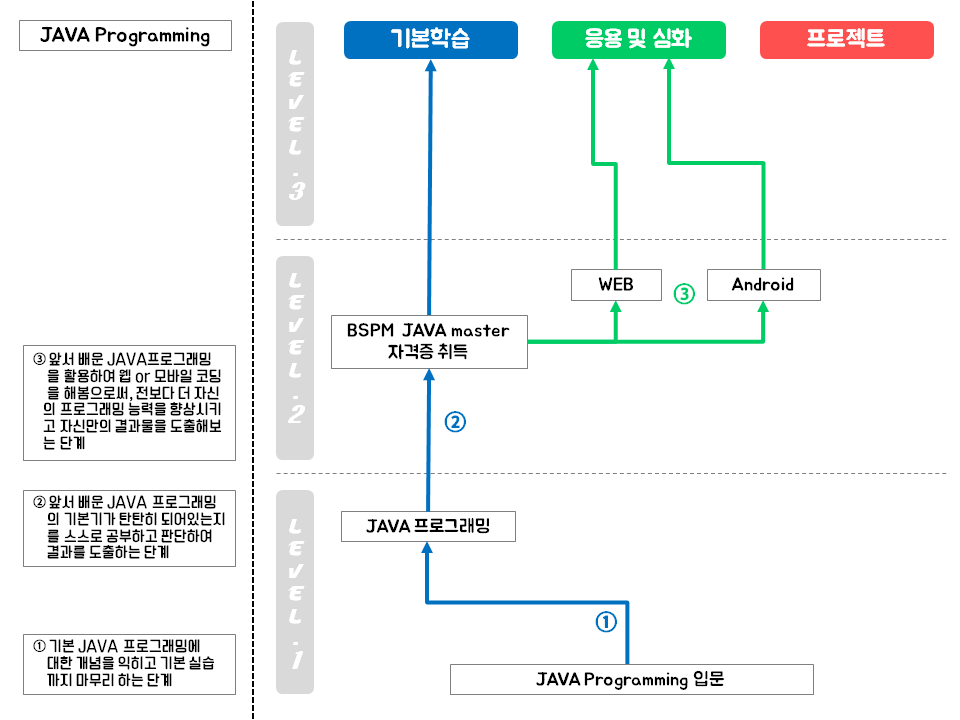 JAVA Programming
기본학습
응용 및 심화
프로젝트
LEVEL.3
WEB
③
Android
BSPM JAVA master
자격증 취득
LEVEL.2
③ 앞서 배운 JAVA프로그래밍
을 활용하여 웹 or 모바일 코딩
을 해봄으로써, 전보다 더 자신
의 프로그래밍 능력을 향상시키
고 자신만의 결과물을 도출해보
는 단계
②
② 앞서 배운 JAVA 프로그래밍
의 기본기가 탄탄히 되어있는지
를 스스로 공부하고 판단하여
결과를 도출하는 단계
LEVEL.1
JAVA 프로그래밍
①
① 기본 JAVA 프로그래밍에
대한 개념을 익히고 기본 실습
까지 마무리 하는 단계
JAVA Programming 입문